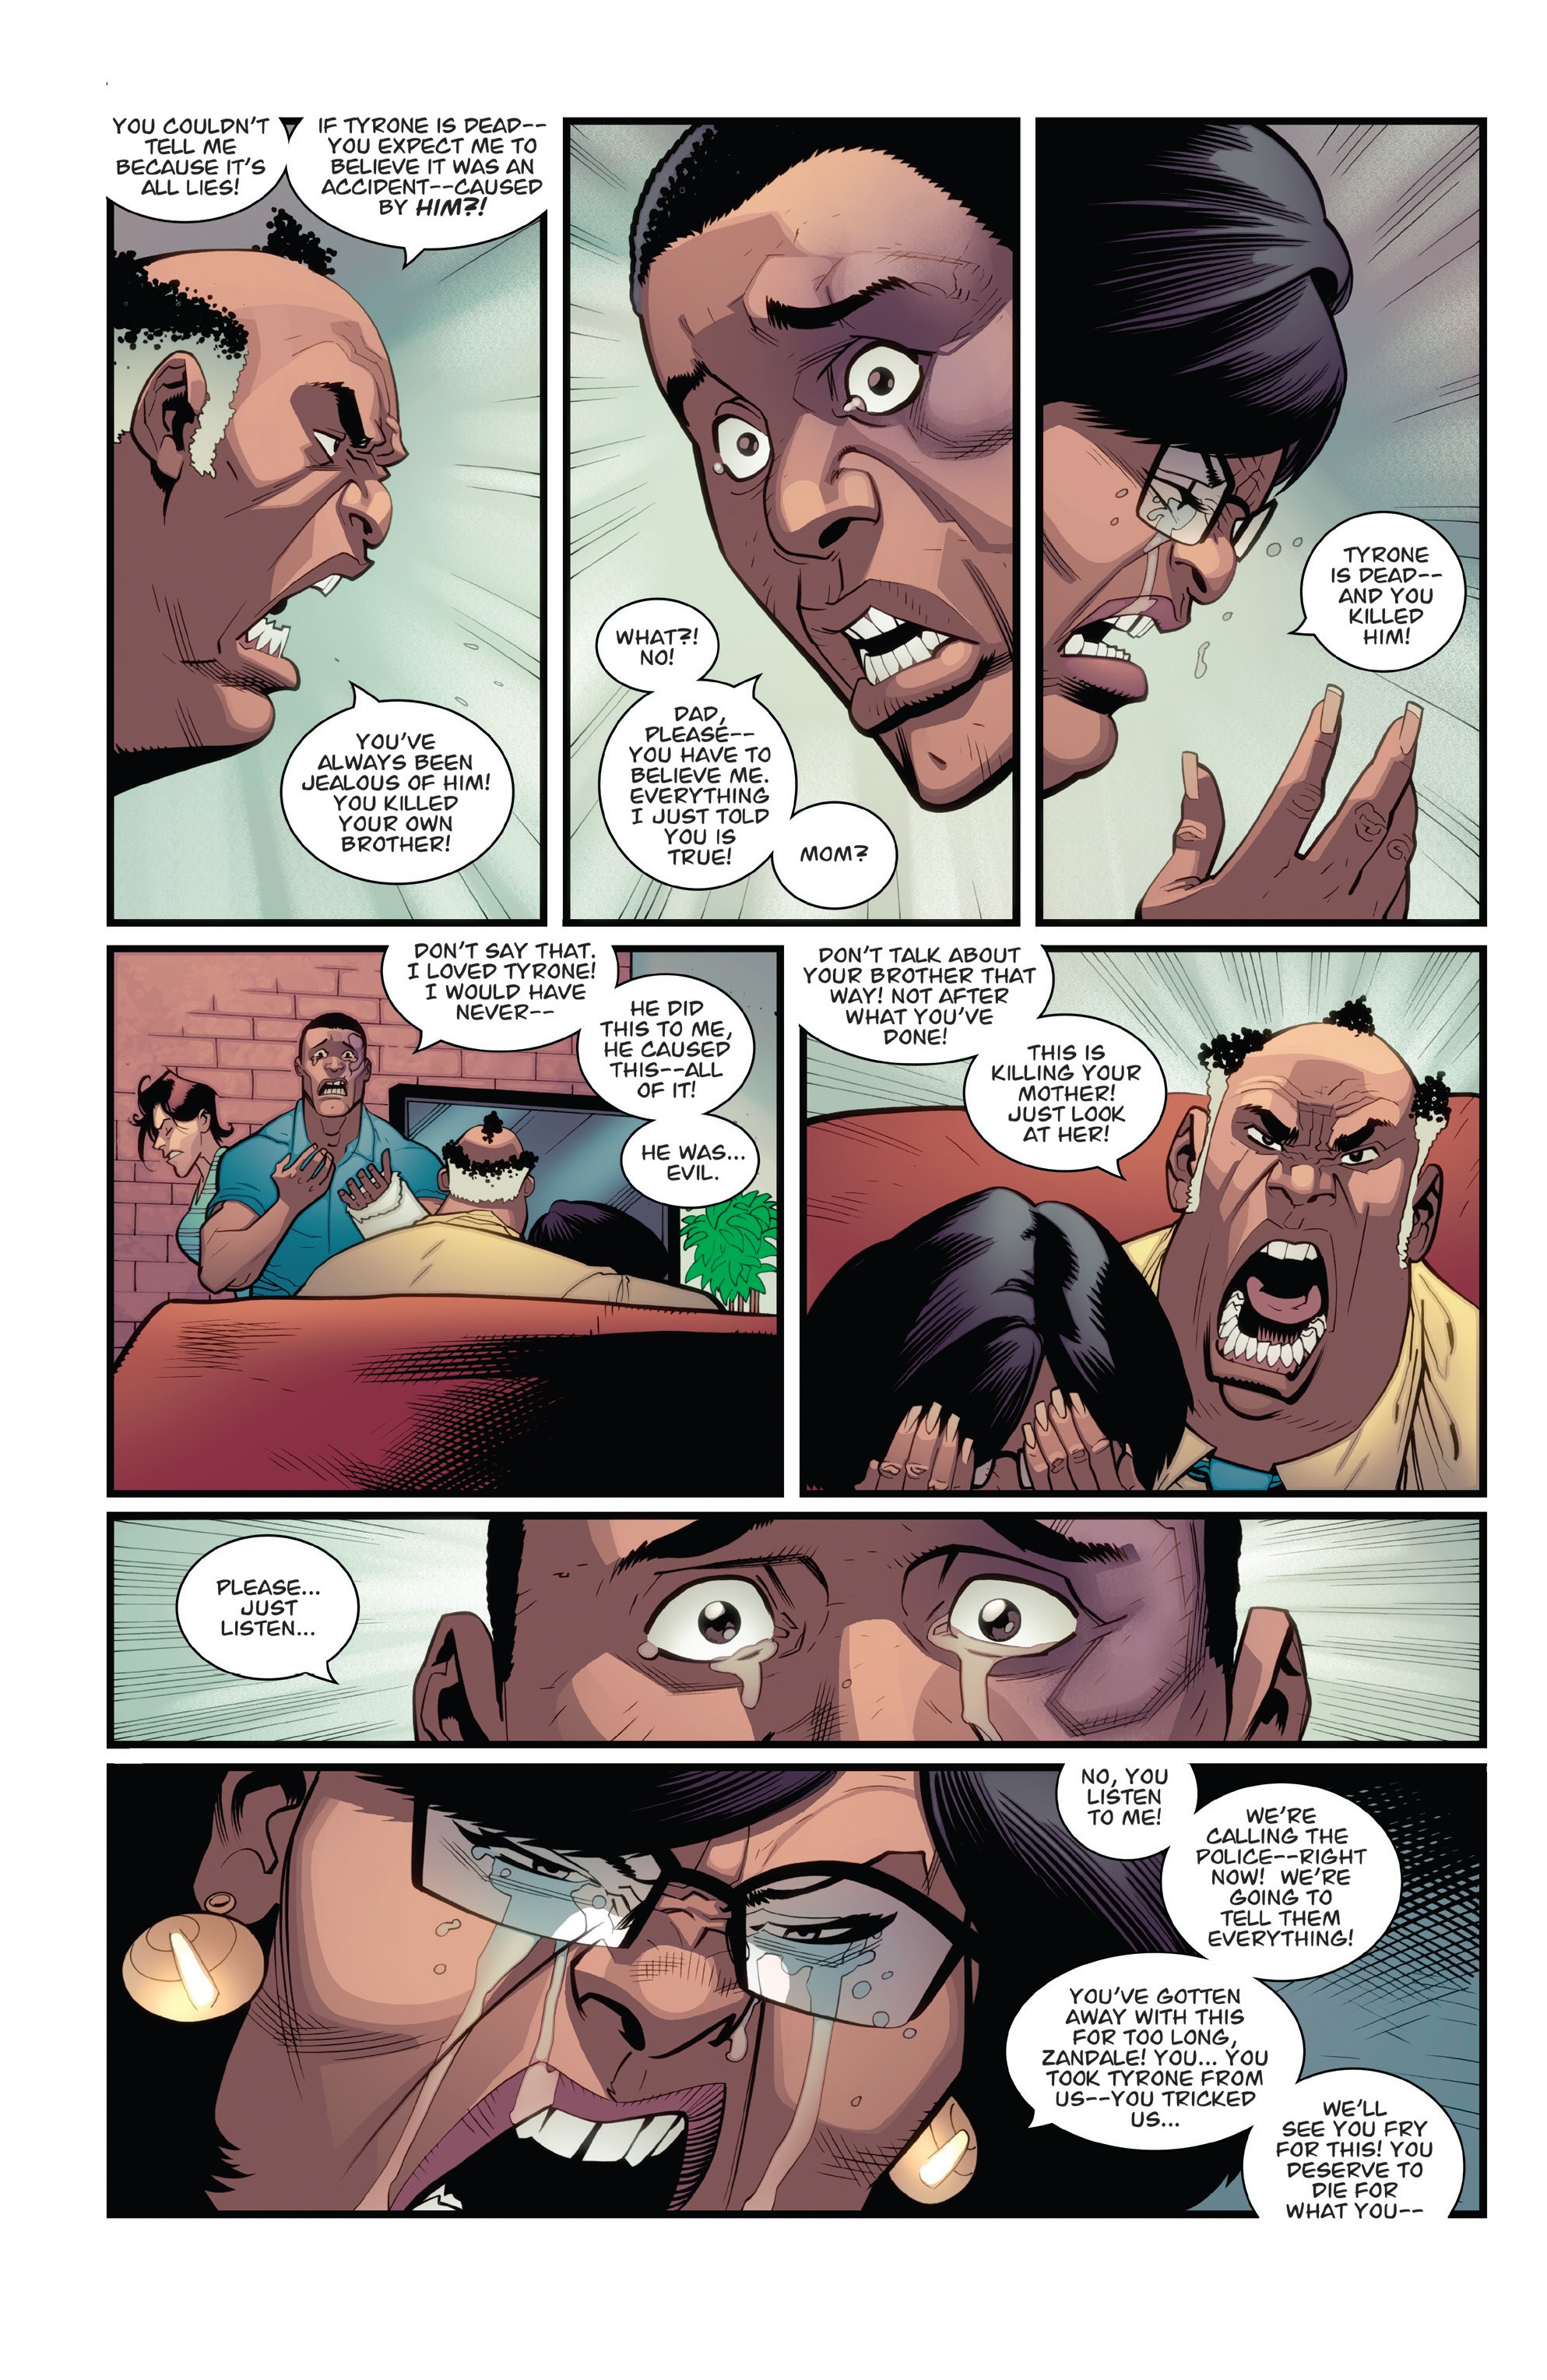 YOU COULDN'T
TELL ME
BECAUSE IT'S
ALL LIES!
IF TYRONE IS DEAD--
YOU EXPECT ME TO
BELIEVE IT WAS AN
ACCIDENT--CAUSED
BY HIM?!
YOU'VE
ALWAYS BEEN
JEALOUS OF HIM!
YOU KILLED
YOUR OWN
BROTHER!
WHAT?!
NO!
DAD,
PLEASE--
YOU HAVE TO
BELIEVE ME.
EVERYTHING
I JUST TOLD
YOU IS
TRUE!
MOM?
TYRONE
IS DEAD--
AND YOU
KILLED
HIM!
DON'T SAY THAT.
I LOVED TYRONE!
I WOULD HAVE
NEVER--
HE DID
THIS TO ME,
HE CAUSED
THIS--ALL
OF IT!
HE WAS...
EVIL.
DON'T TALK ABOUT
YOUR BROTHER THAT
WAY! NOT AFTER
WHAT YOU'VE
DONE!
THIS IS
KILLING YOUR
MOTHER!
JUST LOOK
AT HER!
PLEASE...
JUST
LISTEN...
NO, YOU
LISTEN
TO ME!
WE'RE
CALLING THE
POLICE--RIGHT
NOW! WE'RE
GOING TO
TELL THEM
EVERYTHING!
YOU'VE GOTTEN
AWAY WITH THIS
FOR TOO LONG,
ZANDALE! YOU... YOU
TOOK TYRONE FROM
US--YOU TRICKED
US...
WE'LL
SEE YOU FRY
FOR THIS! YOU
DESERVE TO
DIE FOR
WHAT YOU--